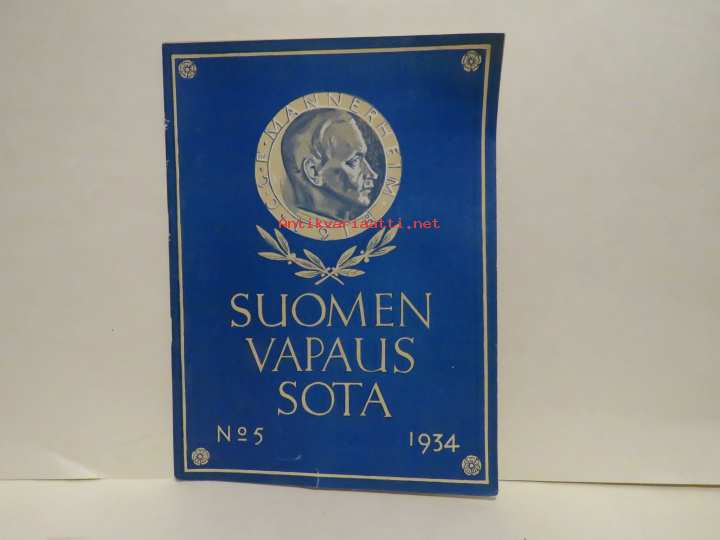 C·G·E·MANNERHEIM
Antikvariaatti.net
SUOMEN
VAPAUS
SOTA
Nº5 1934